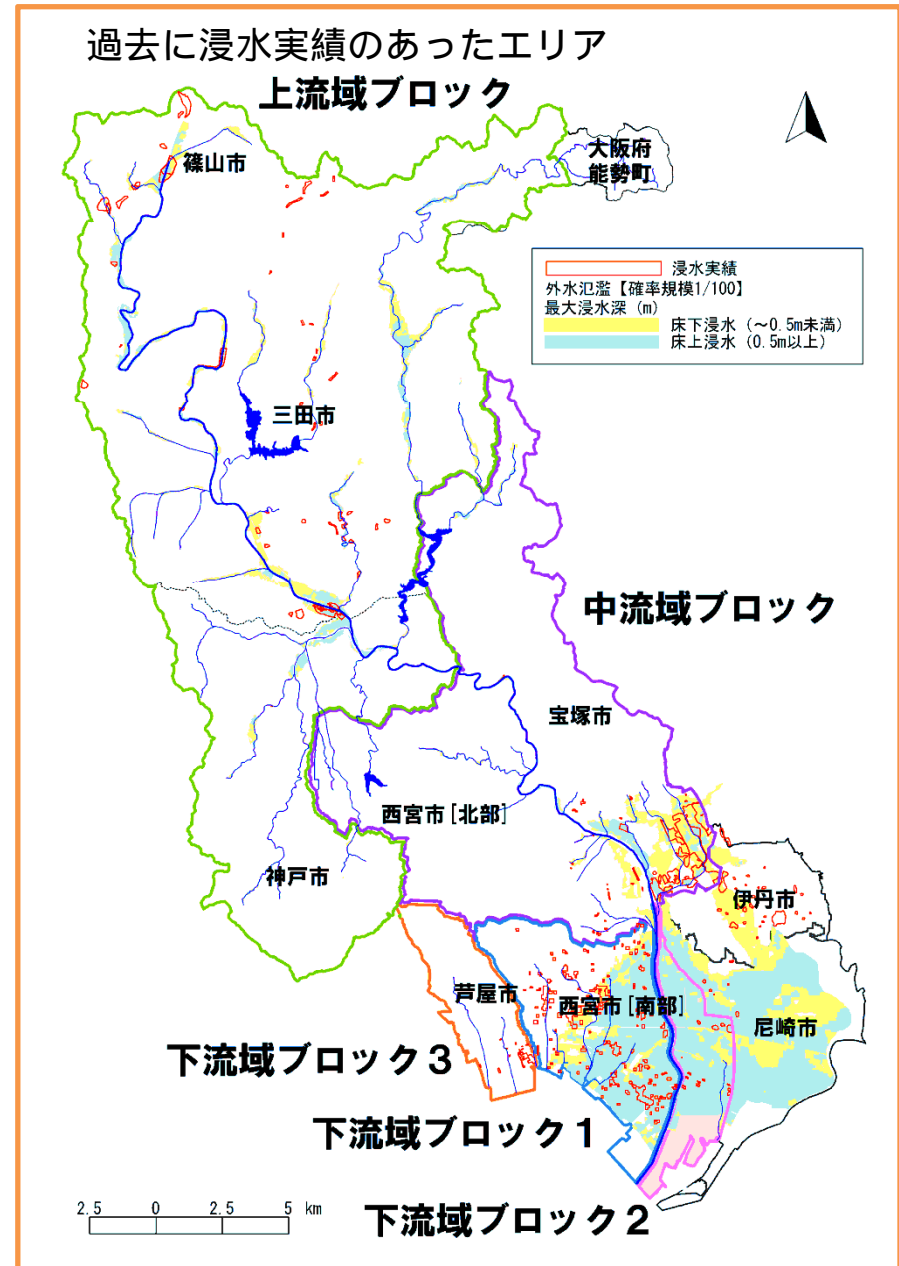 過去に浸水実績のあったエリア
上流域ブロック
篠山市
大阪府
能勢町
浸水実績
外水氾濫【確率規模1/100】
最大浸水深(m)
床下浸水(～0.5m未満)
床上浸水(0.5m以上)
三田市
中流域ブロック
宝塚市
西宮市[北部]
神戸市
伊丹市
芦屋市
西宮市[南部]
尼崎市
下流域ブロック3
下流域ブロック1
2.5 0 2.5 5 km
下流域ブロック2